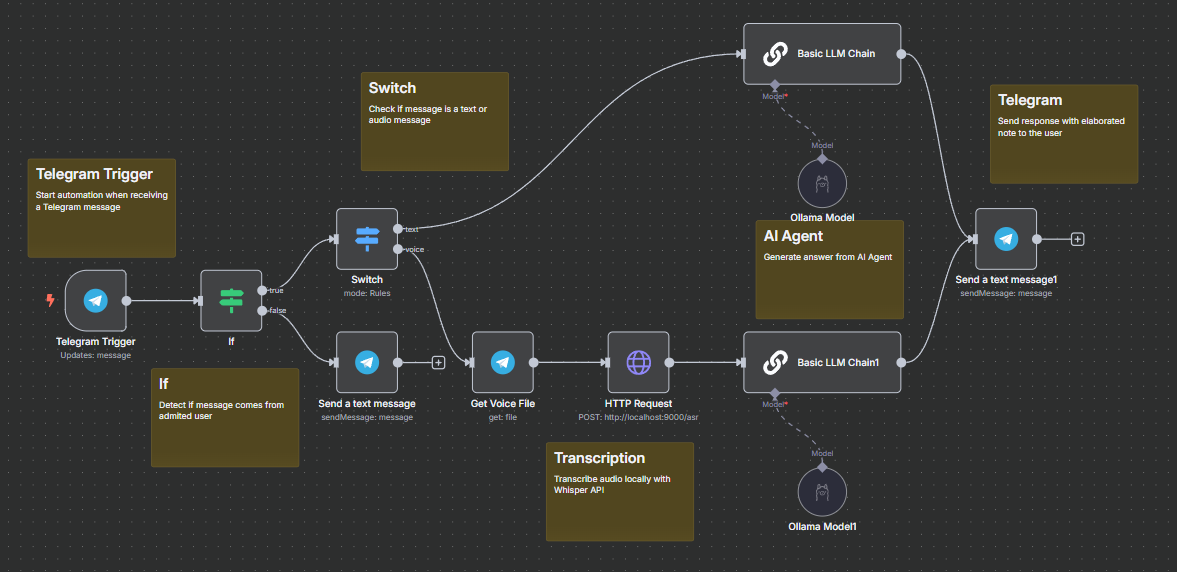 Basic LLM Chain
Model*
Switch
Check if message is a text or
audio message
Telegram
Send response with elaborated
note to the user
Model
Ollama Model
Telegram Trigger
Start automation when receiving
a Telegram message
text
voice
Switch
mode: Rules
AI Agent
Generate answer from AI Agent
Send a text message1
sendMessage: message
true
false
Telegram Trigger
Updates: message
If
Send a text message
sendMessage: message
Get Voice File
get: file
HTTP Request
POST: http://localhost:9000/asr
Basic LLM Chain1
Model*
If
Detect if message comes from
admited user
Transcription
Transcribe audio locally with
Whisper API
Model
Ollama Model1